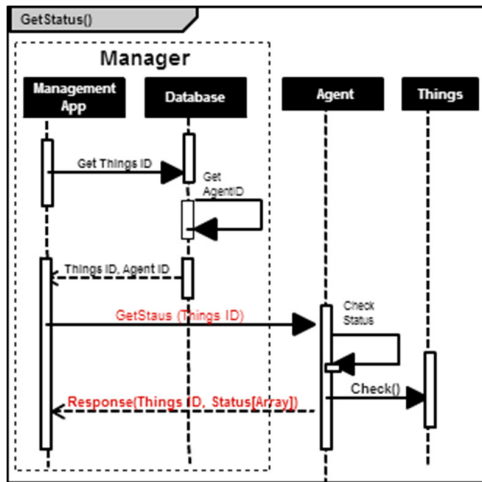 GetStatus()
Manager
Management
App
Database
Agent
Things
Get Things ID
Get
AgentID
Things ID, Agent ID
GetStaus (Things ID)
Check
Status
Check()
Response(Things ID, Status[Array])